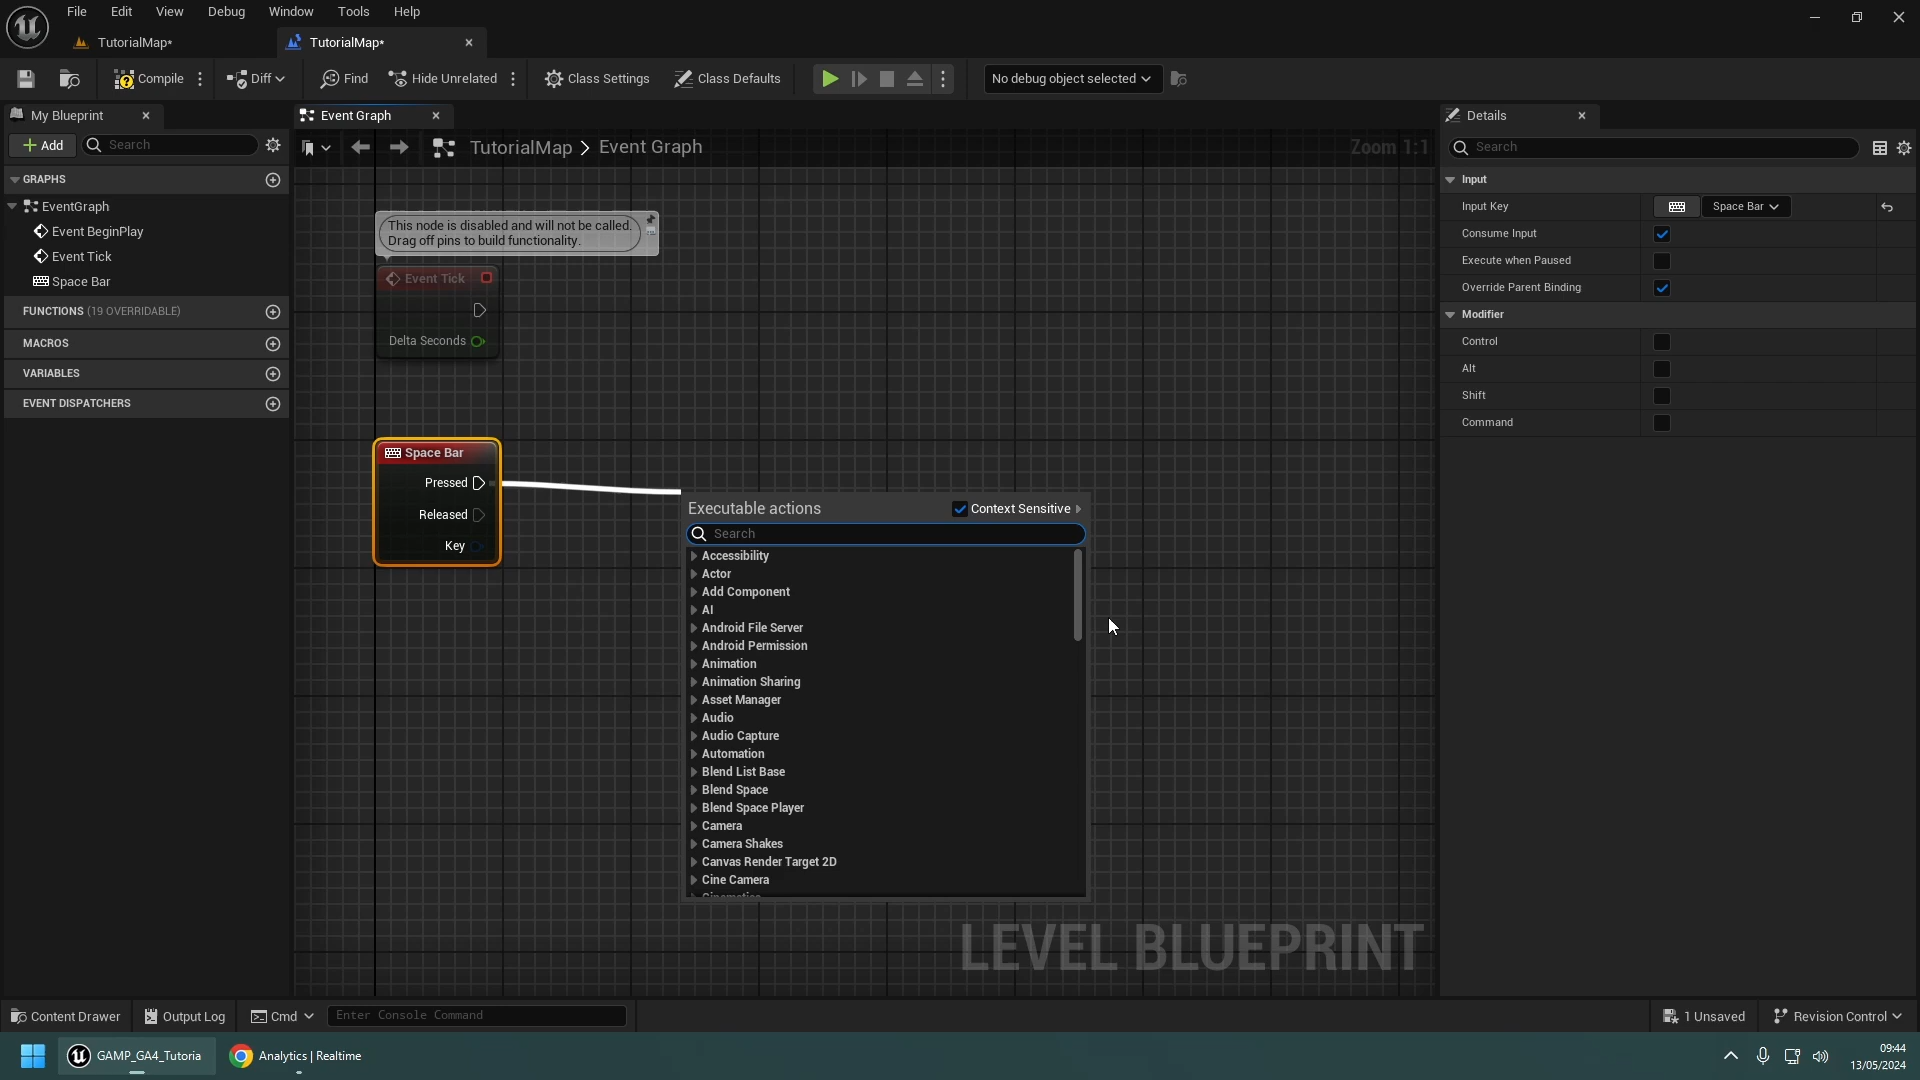 File Edit View Debug Window Tools Help
TutorialMap* TutorialMap*
Compile Diff Find Hide Unrelated Class Settings Class Defaults No debug object selected
My Blueprint Event Graph Details
Add Search TutorialMap > Event Graph Zoom 1:1 Search
GRAPHS
EventGraph
Event BeginPlay
Event Tick
Space Bar
FUNCTIONS (19 OVERRIDABLE)
MACROS
VARIABLES
EVENT DISPATCHERS
This node is disabled and will not be called.
Drag off pins to build functionality.
Event Tick
Delta Seconds
Space Bar
Pressed
Released
Key
Executable actions Context Sensitive
Search
Accessibility
Actor
Add Component
AI
Android File Server
Android Permission
Animation
Animation Sharing
Asset Manager
Audio
Audio Capture
Automation
Blend List Base
Blend Space
Blend Space Player
Camera
Camera Shakes
Canvas Render Target 2D
Cine Camera
LEVEL BLUEPRINT
Input
Input Key Space Bar
Consume Input
Execute when Paused
Override Parent Binding
Modifier
Control
Alt
Shift
Command
Content Drawer Output Log Cmd Enter Console Command 1 Unsaved Revision Control
GAMP_GA4_Tutoria Analytics | Realtime
09:44
13/05/2024